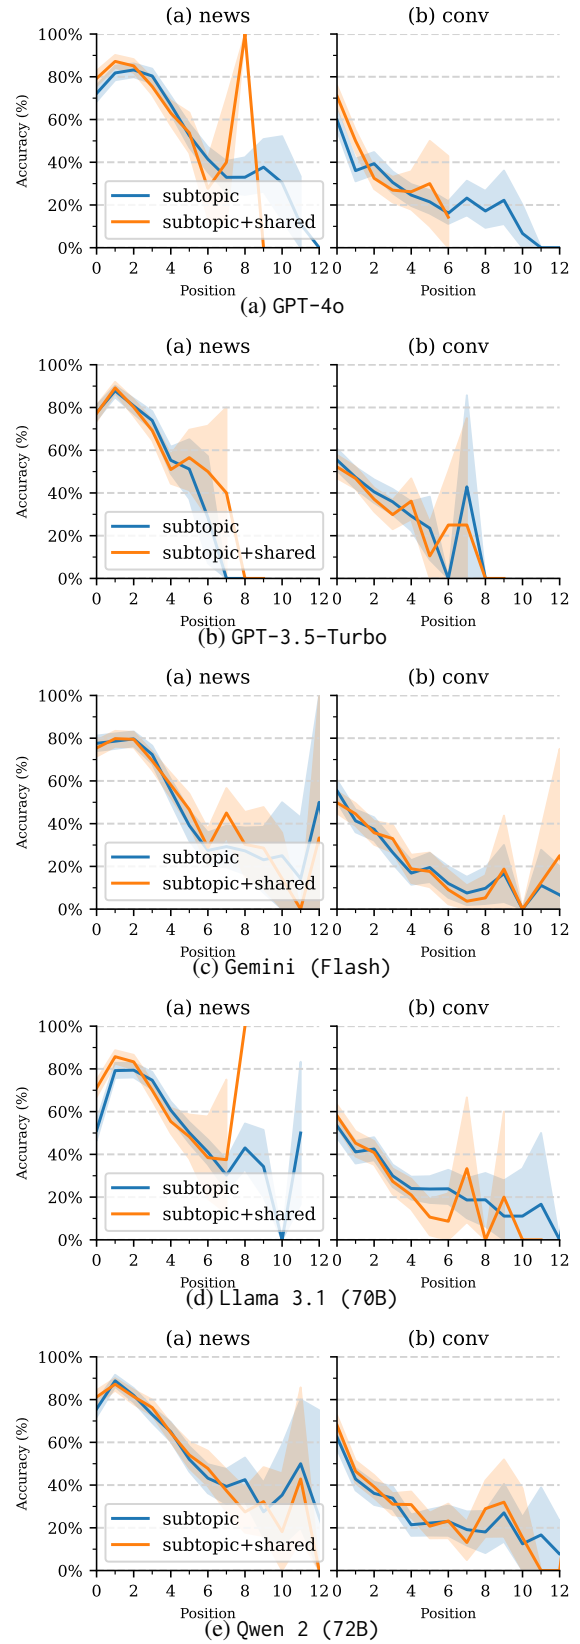 (a) news (b) conv
100%
80%
60%
40%
20%
0%
Accuracy (%)
subtopic
subtopic+shared
0 2 4 6 8 10 12 0 2 4 6 8 10 12
Position Position
(a) GPT-4o
(a) news (b) conv
100%
80%
60%
40%
20%
0%
Accuracy (%)
subtopic
subtopic+shared
0 2 4 6 8 10 12 0 2 4 6 8 10 12
Position Position
(b) GPT-3.5-Turbo
(a) news (b) conv
100%
80%
60%
40%
20%
0%
Accuracy (%)
subtopic
subtopic+shared
0 2 4 6 8 10 12 0 2 4 6 8 10 12
Position Position
(c) Gemini (Flash)
(a) news (b) conv
100%
80%
60%
40%
20%
0%
Accuracy (%)
subtopic
subtopic+shared
0 2 4 6 8 10 12 0 2 4 6 8 10 12
Position Position
(d) Llama 3.1 (70B)
(a) news (b) conv
100%
80%
60%
40%
20%
0%
Accuracy (%)
subtopic
subtopic+shared
0 2 4 6 8 10 12 0 2 4 6 8 10 12
Position Position
(e) Qwen 2 (72B)